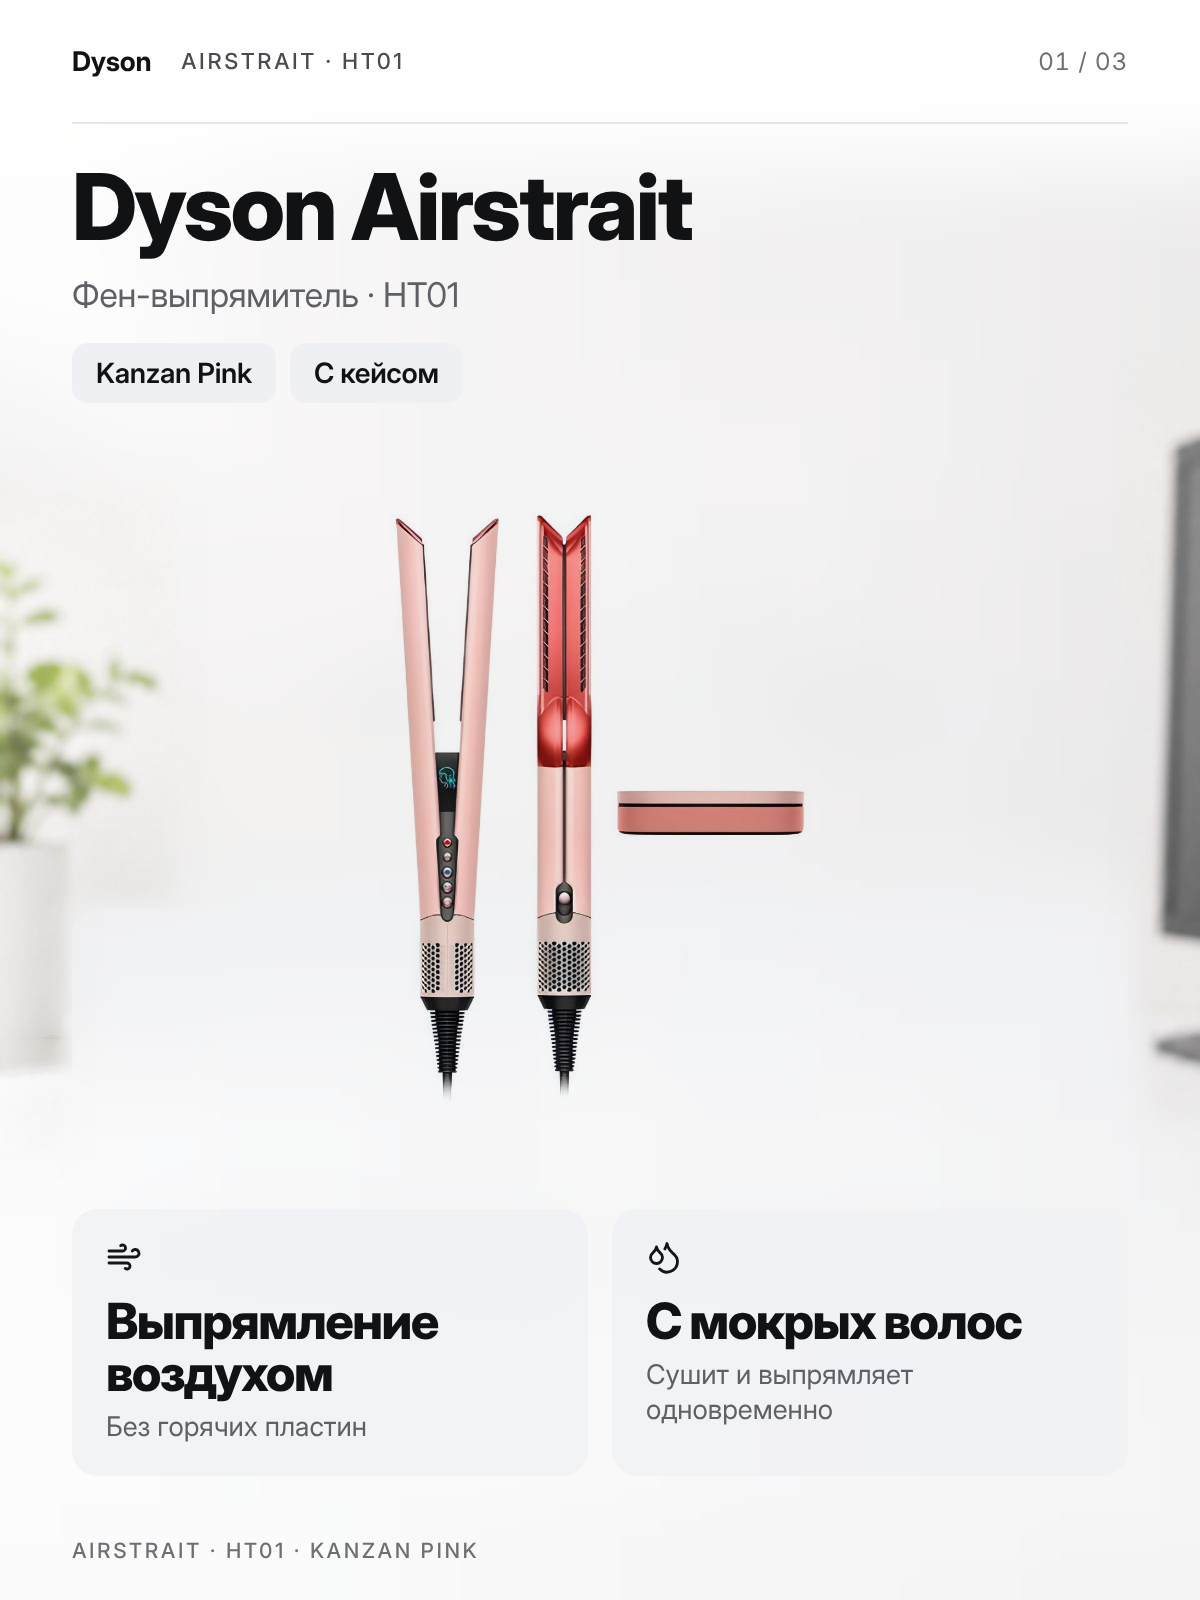 Dyson AIRSTRAIT · HT01 01 / 03
Dyson Airstrait
Фен-выпрямитель · HT01
Kanzan Pink С кейсом
Выпрямление
воздухом
Без горячих пластин
С мокрых волос
Сушит и выпрямляет
одновременно
AIRSTRAIT · HT01 · KANZAN PINK